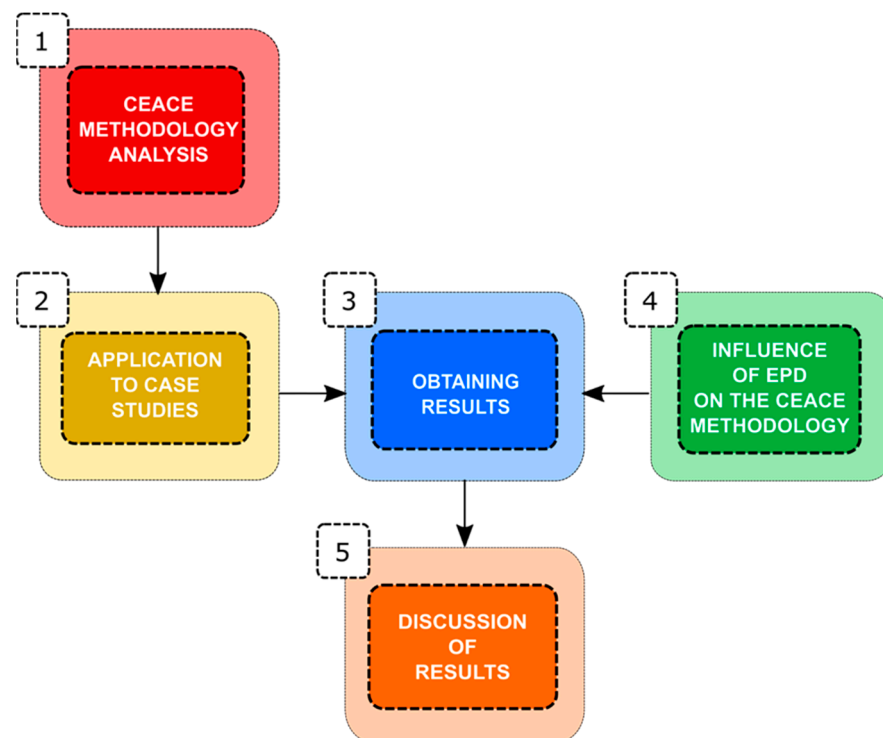 1
CEACE
METHODOLOGY
ANALYSIS
2
APPLICATION
TO CASE
STUDIES
3
OBTAINING
RESULTS
4
INFLUENCE
OF EPD
ON THE CEACE
METHODOLOGY
5
DISCUSSION
OF
RESULTS